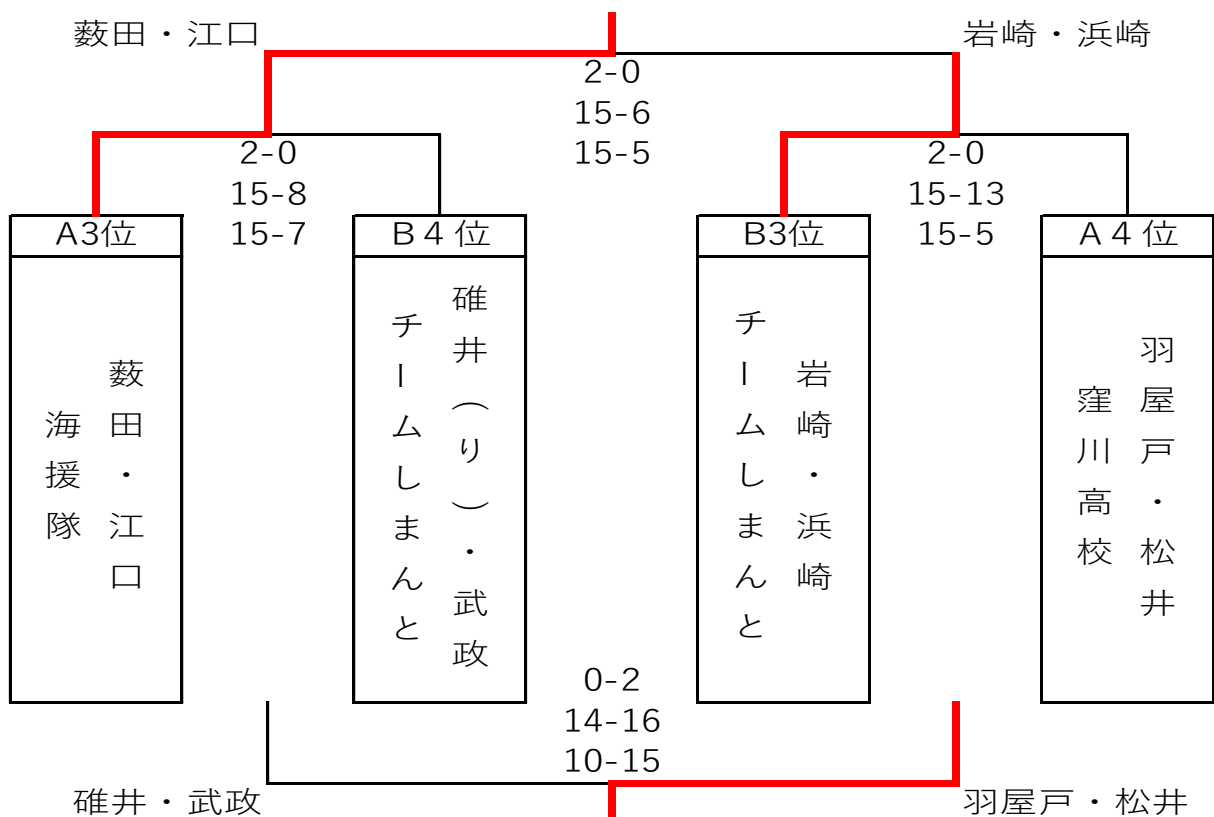 薮田・江口
岩崎・浜崎
2-0
15-6
15-5
2-0
15-8
15-7
2-0
15-13
15-5
A3位
B４位
B3位
A４位
薮田・江口
海援隊
碓井（り）・武政
チームしまんと
岩崎・浜崎
チームしまんと
羽屋戸・松井
窪川高校
0-2
14-16
10-15
碓井・武政
羽屋戸・松井